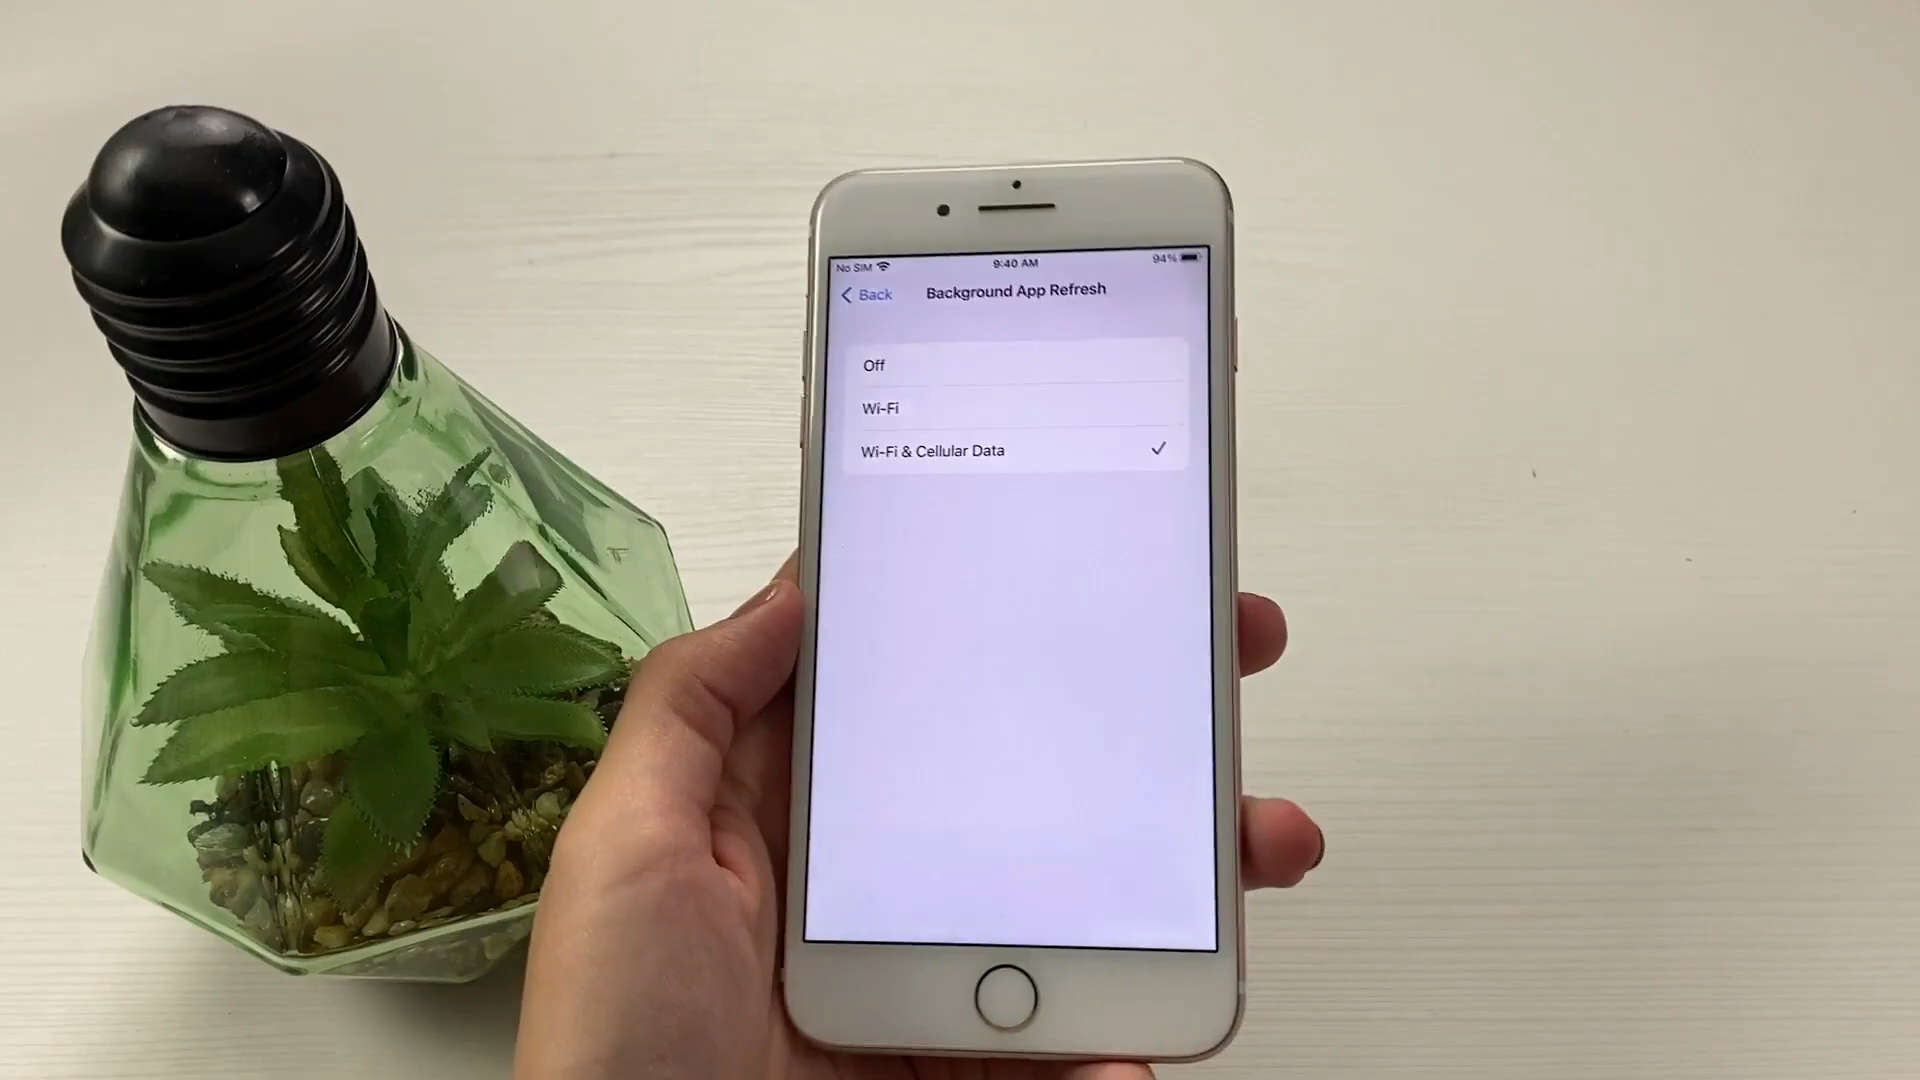 No SIM 9:40 AM 94%
Back Background App Refresh
Off
Wi-Fi
Wi-Fi & Cellular Data